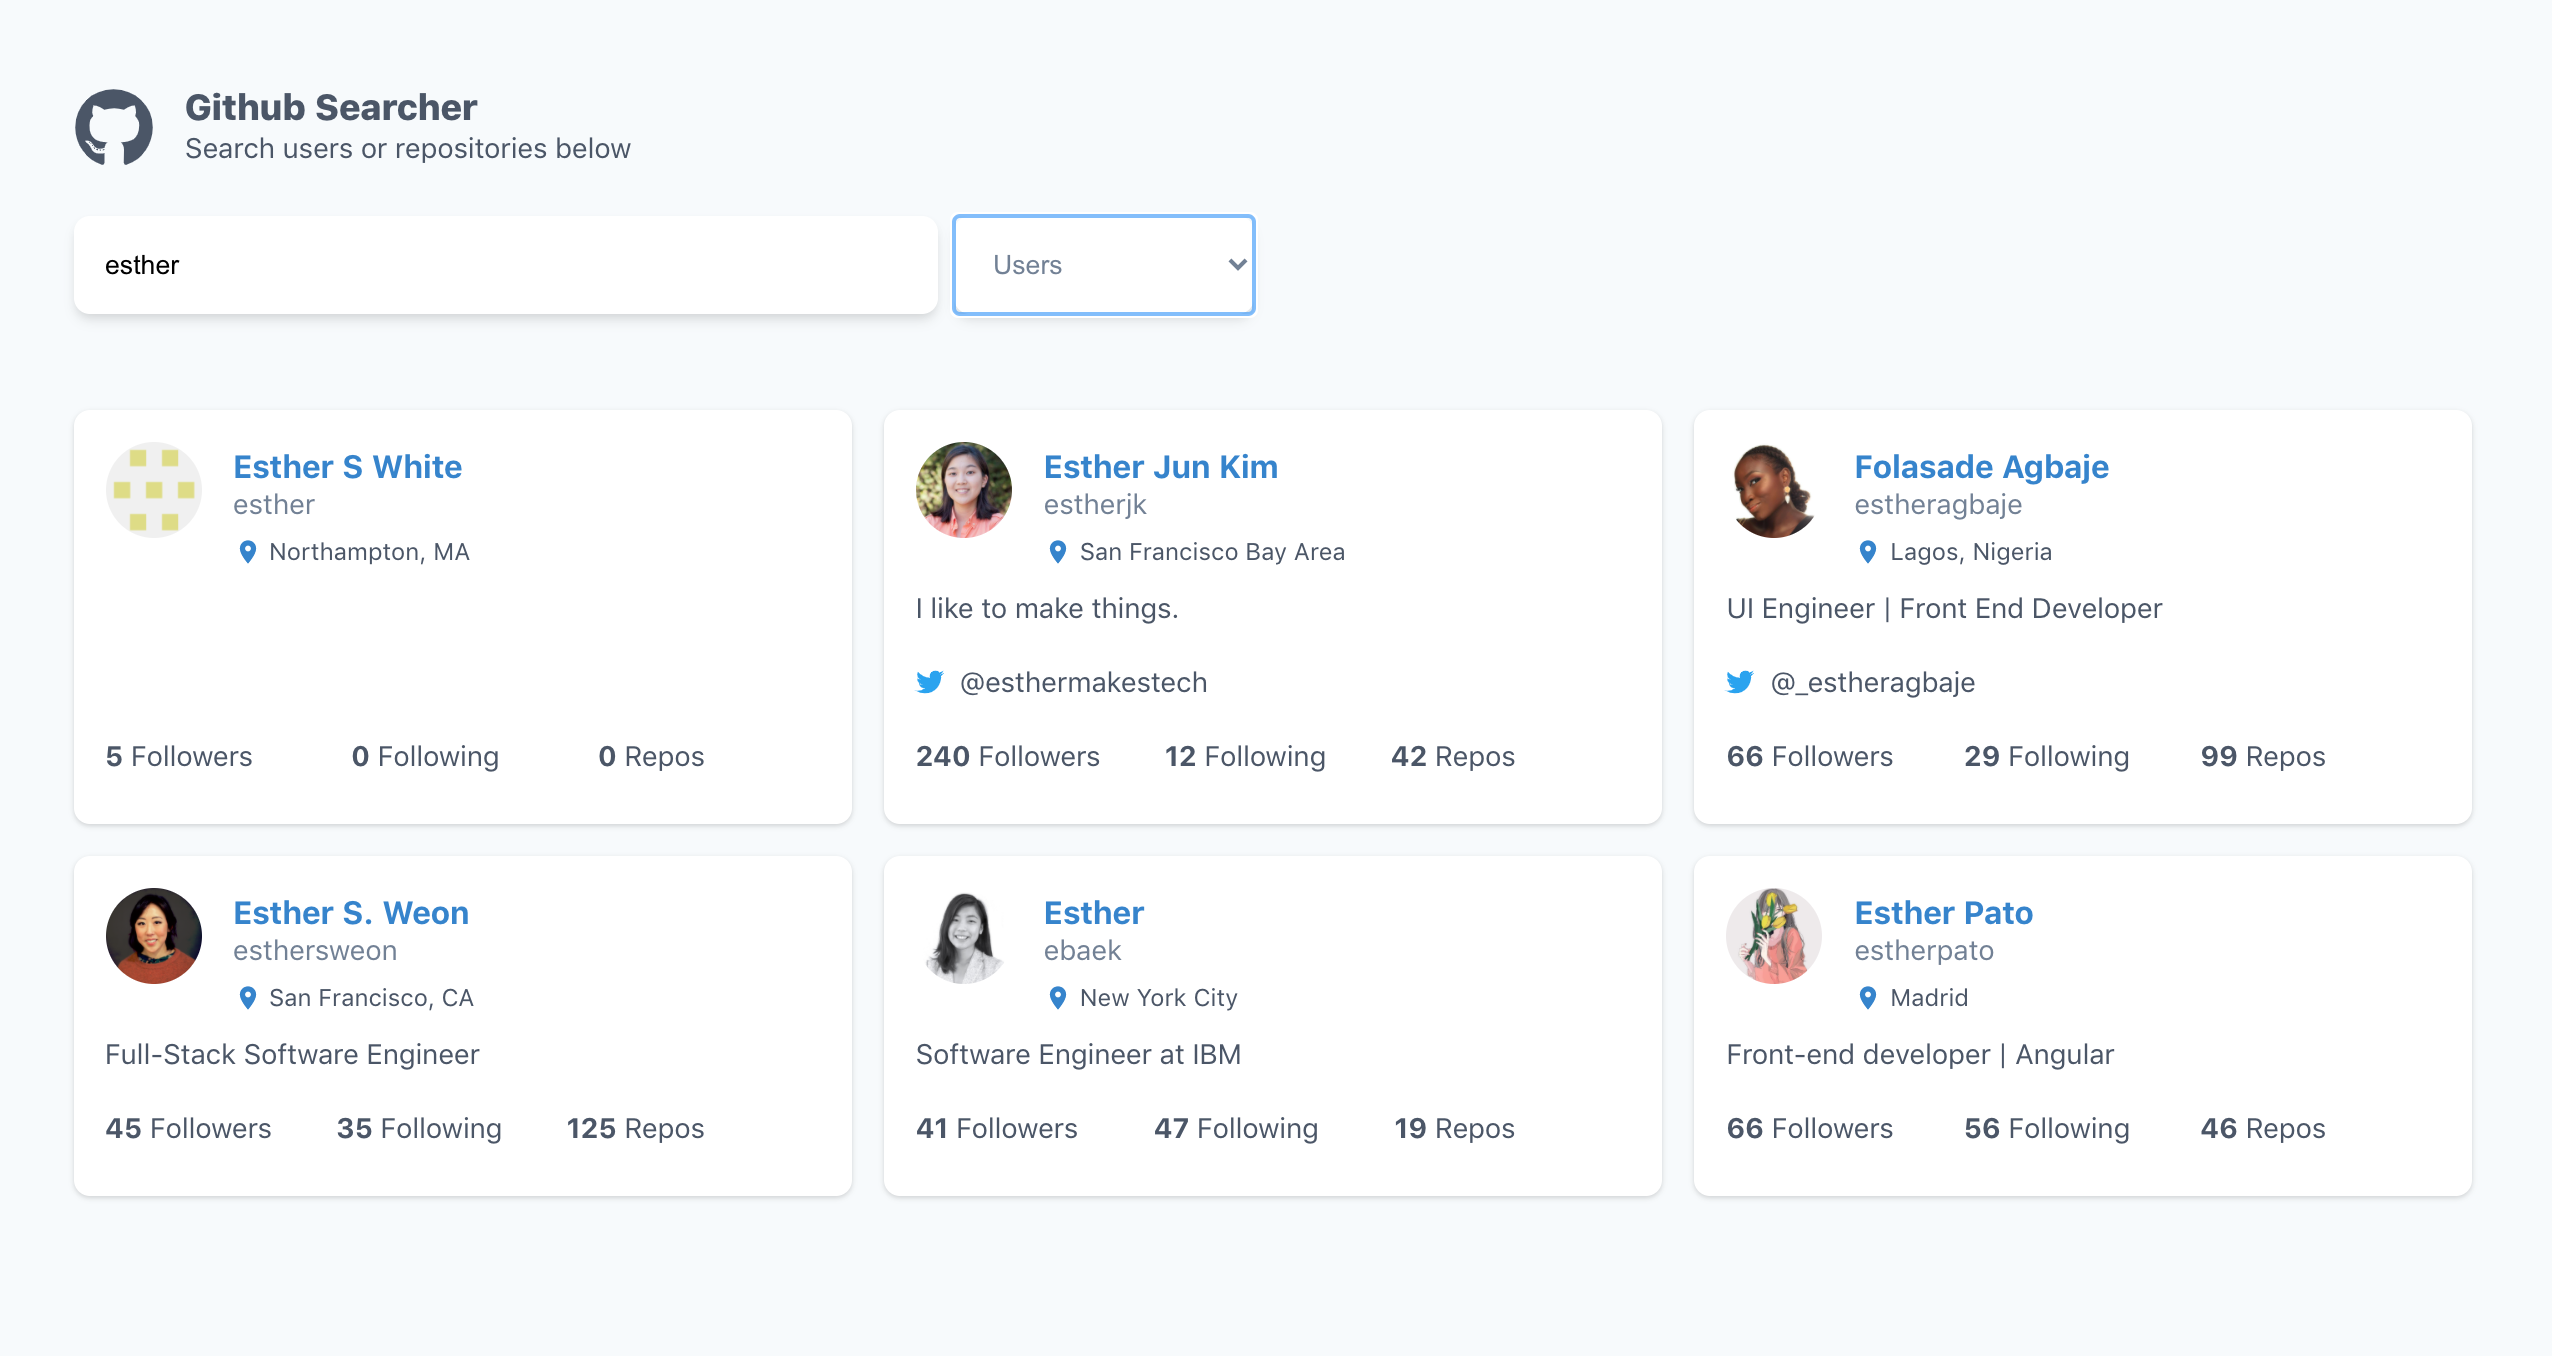 Github Searcher
Search users or repositories below
esther
Users
Esther S White
esther
Northampton, MA
5 Followers 0 Following 0 Repos
Esther Jun Kim
estherjk
San Francisco Bay Area
I like to make things.
@esthermakestech
240 Followers 12 Following 42 Repos
Folasade Agbaje
estheragbaje
Lagos, Nigeria
UI Engineer | Front End Developer
@_estheragbaje
66 Followers 29 Following 99 Repos
Esther S. Weon
esthersweon
San Francisco, CA
Full-Stack Software Engineer
45 Followers 35 Following 125 Repos
Esther
ebaek
New York City
Software Engineer at IBM
41 Followers 47 Following 19 Repos
Esther Pato
estherpato
Madrid
Front-end developer | Angular
66 Followers 56 Following 46 Repos